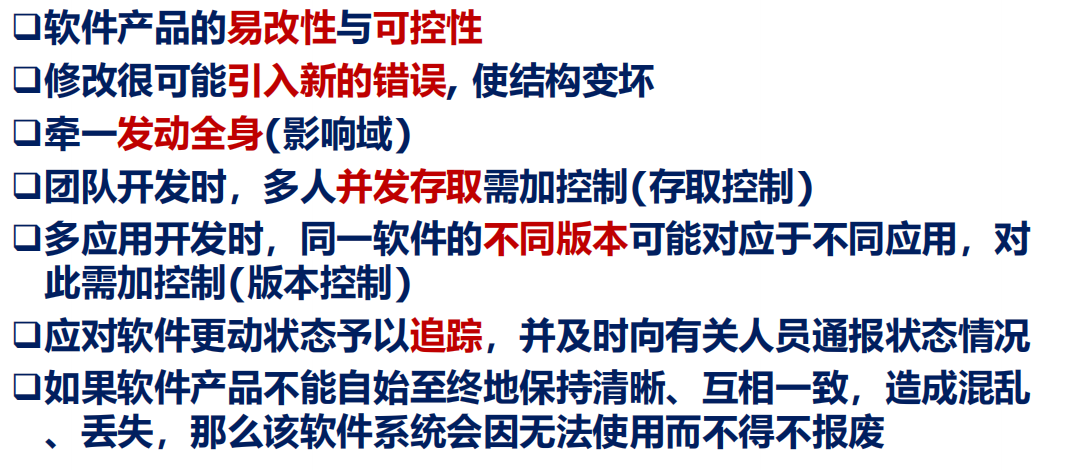 ❑软件产品的易改性与可控性
❑修改很可能引入新的错误, 使结构变坏
❑牵一发动全身(影响域)
❑团队开发时，多人并发存取需加控制(存取控制)
❑多应用开发时，同一软件的不同版本可能对应于不同应用，对
此需加控制(版本控制)
❑应对软件更动状态予以追踪，并及时向有关人员通报状态情况
❑如果软件产品不能自始至终地保持清晰、互相一致，造成混乱
、丢失，那么该软件系统会因无法使用而不得不报废